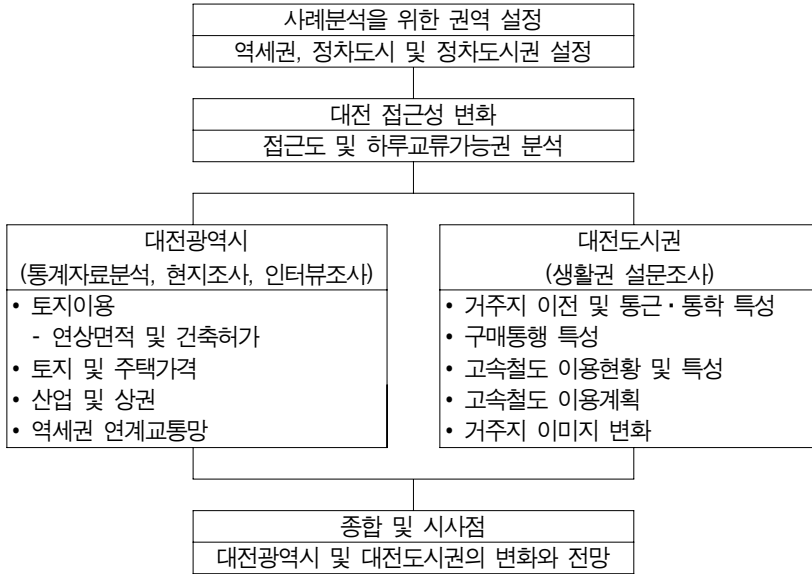 사례분석을 위한 권역 설정
역세권, 정차도시 및 정차도시권 설정
대전 접근성 변화
접근도 및 하루교류가능권 분석
대전광역시
(통계자료분석, 현지조사, 인터뷰조사)
• 토지이용
- 연상면적 및 건축허가
• 토지 및 주택가격
• 산업 및 상권
• 역세권 연계교통망
대전도시권
(생활권 설문조사)
• 거주지 이전 및 통근·통학 특성
• 구매통행 특성
• 고속철도 이용현황 및 특성
• 고속철도 이용계획
• 거주지 이미지 변화
종합 및 시사점
대전광역시 및 대전도시권의 변화와 전망